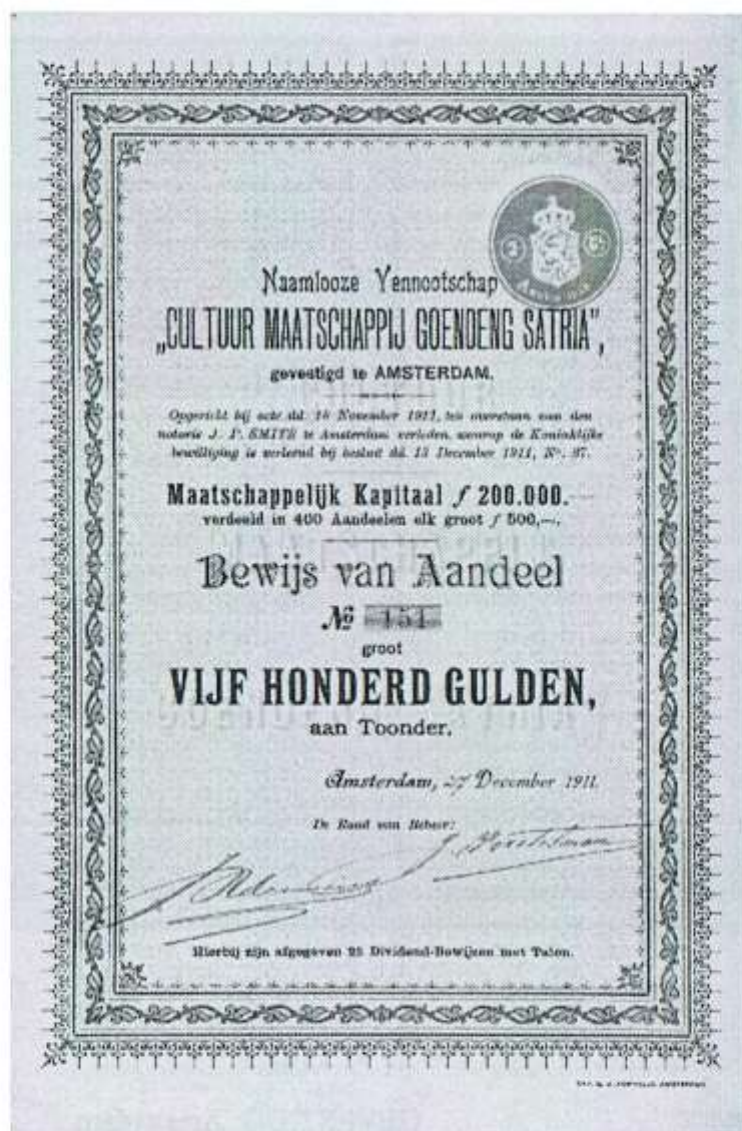 Naamlooze Vennootschap
„CULTUUR MAATSCHAPPIJ GOENOENG SATRIA",
gevestigd te AMSTERDAM.
Opgericht bij acte dd. 14 November 1911, ten overstaan van den
notaris J. P. SMITS te Amsterdam verleden, waarop de Koninklijke
bewilliging is verleend bij besluit dd. 13 December 1911, No. 87.
Maatschappelijk Kapitaal f 200.000.—
verdeeld in 400 Aandeelen elk groot f 500,—.
Bewijs van Aandeel
No 151
groot
VIJF HONDERD GULDEN,
aan Toonder.
Amsterdam, 27 December 1911.
De Raad van Beheer:
Hierbij zijn afgegeven 25 Dividend-Bewijzen met Talon.